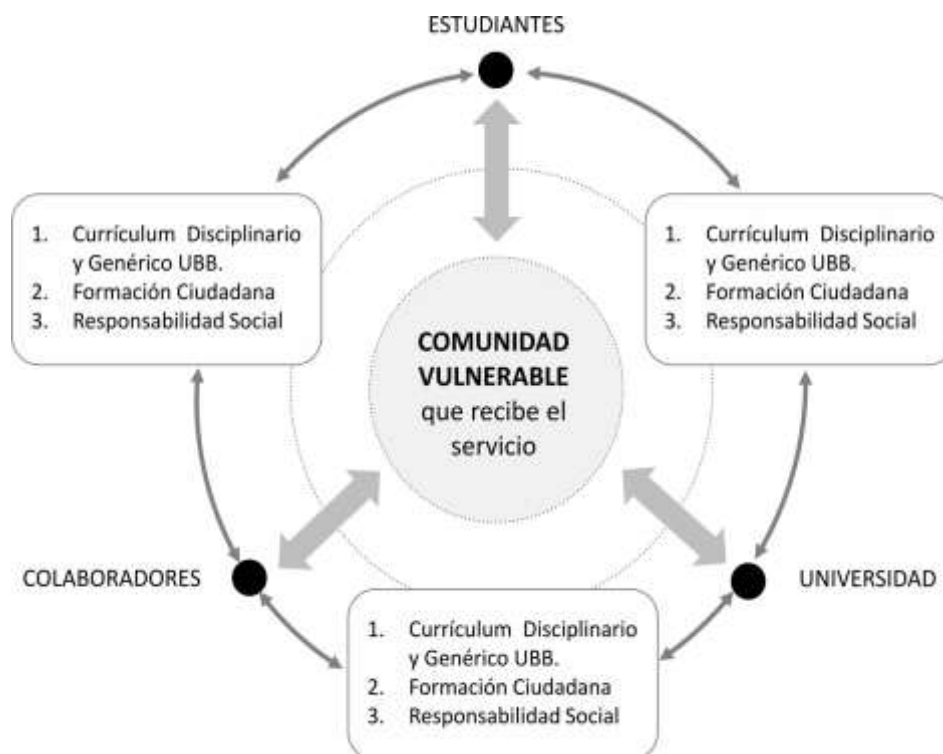 ESTUDIANTES
1. Currículum Disciplinario
y Genérico UBB.
2. Formación Ciudadana
3. Responsabilidad Social
1. Currículum Disciplinario
y Genérico UBB.
2. Formación Ciudadana
3. Responsabilidad Social
COMUNIDAD
VULNERABLE
que recibe el
servicio
COLABORADORES
UNIVERSIDAD
1. Currículum Disciplinario
y Genérico UBB.
2. Formación Ciudadana
3. Responsabilidad Social